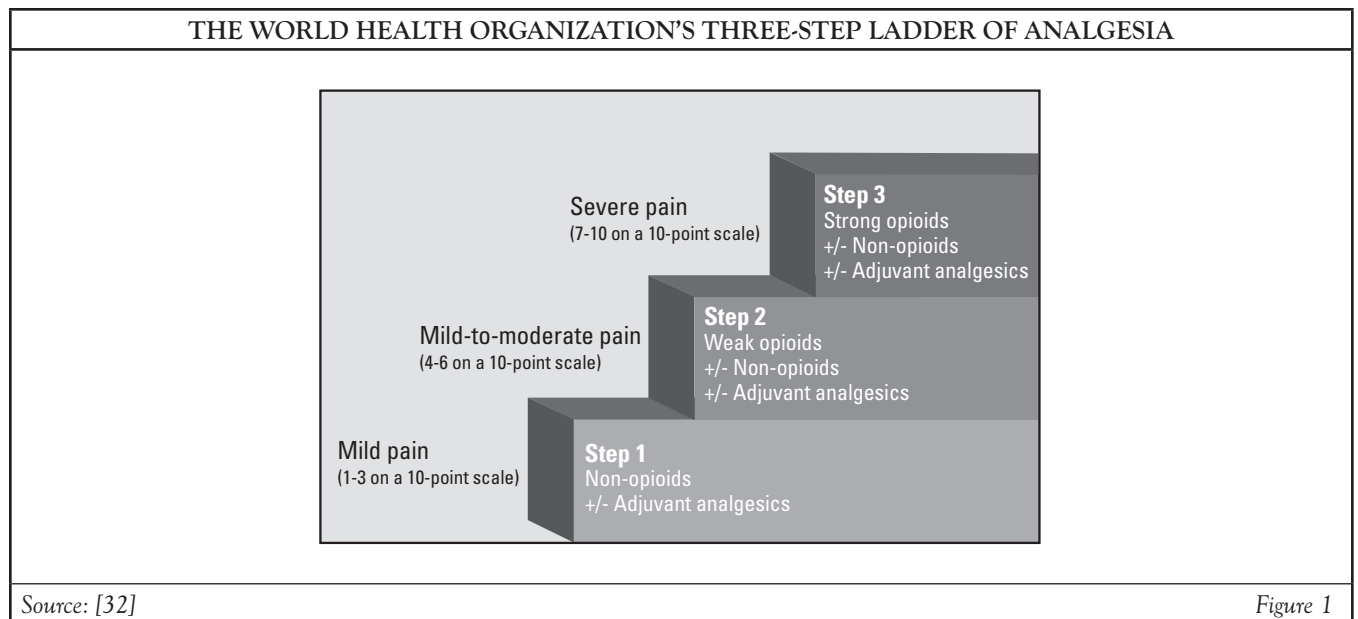 THE WORLD HEALTH ORGANIZATION'S THREE-STEP LADDER OF ANALGESIA
Severe pain
(7-10 on a 10-point scale)
Step 3
Strong opioids
+/- Non-opioids
+/- Adjuvant analgesics
Mild-to-moderate pain
(4-6 on a 10-point scale)
Step 2
Weak opioids
+/- Non-opioids
+/- Adjuvant analgesics
Mild pain
(1-3 on a 10-point scale)
Step 1
Non-opioids
+/- Adjuvant analgesics
Source: [32]
Figure 1